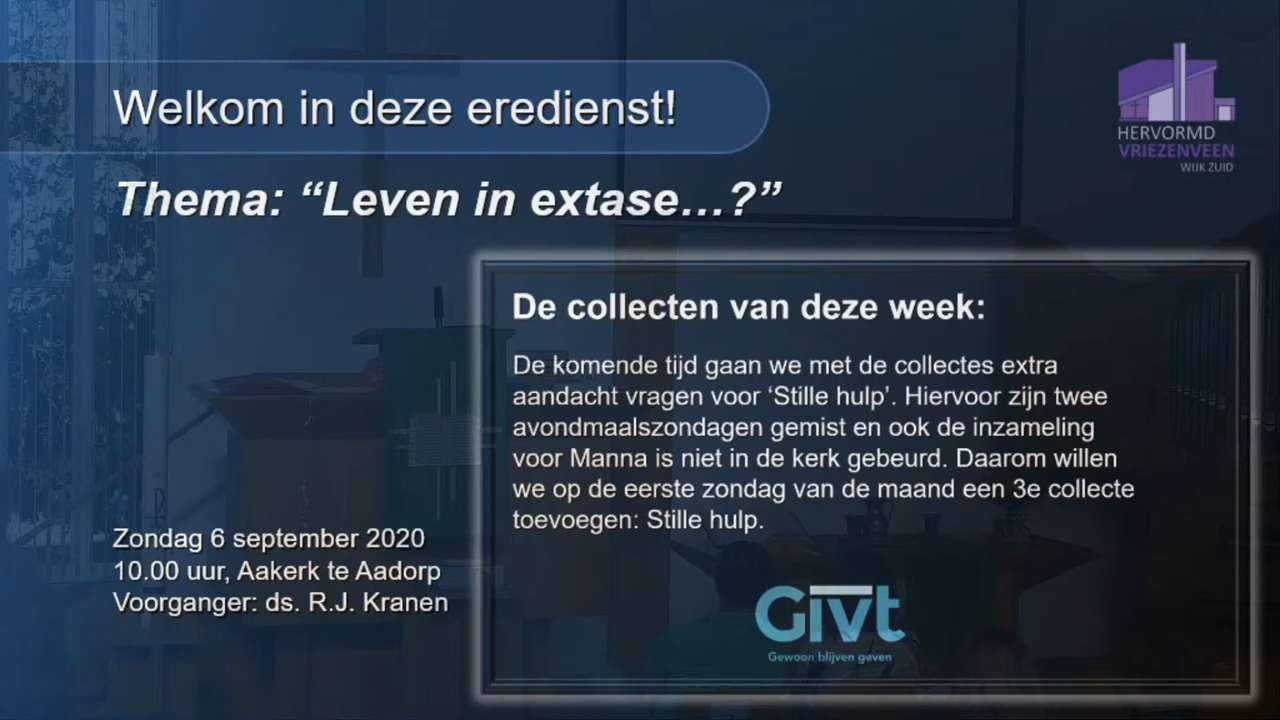 Welkom in deze eredienst!
HERVORMD
VRIEZENVEEN
WIJK ZUID
Thema: “Leven in extase…?”
De collecten van deze week:
De komende tijd gaan we met de collectes extra
aandacht vragen voor ‘Stille hulp’. Hiervoor zijn twee
avondmaalszondagen gemist en ook de inzameling
voor Manna is niet in de kerk gebeurd. Daarom willen
we op de eerste zondag van de maand een 3e collecte
toevoegen: Stille hulp.
Zondag 6 september 2020
10.00 uur, Aakerk te Aadorp
Voorganger: ds. R.J. Kranen
Givt
Gewoon blijven geven